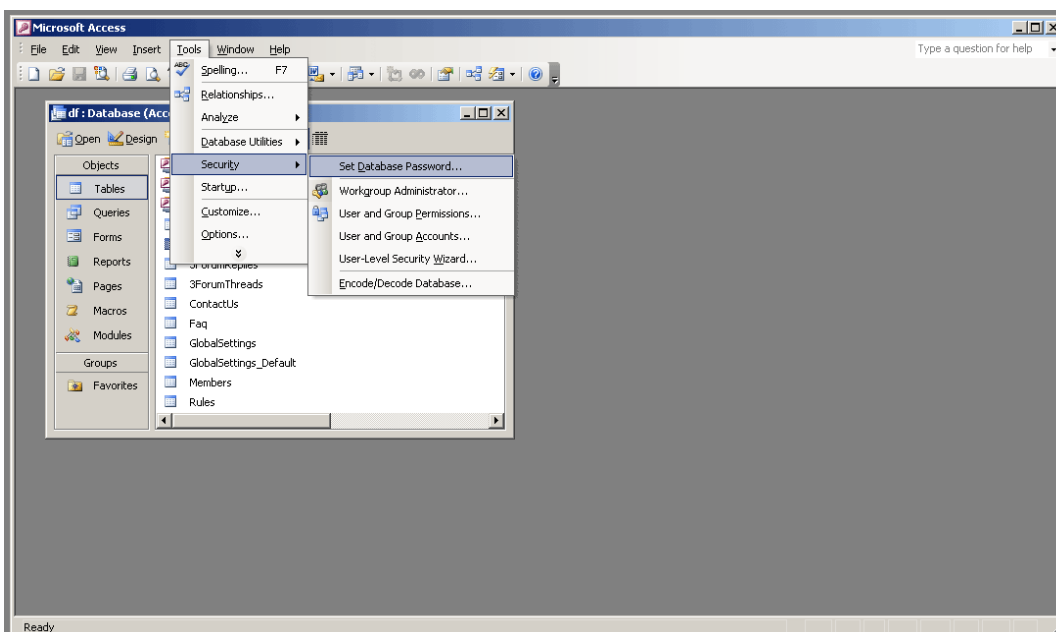 Microsoft Access
File Edit View Insert Tools Window Help
Type a question for help
ABC
Spelling... F7
Relationships...
Analyze
Database Utilities
Security
Startup...
Customize...
Options...
Set Database Password...
Workgroup Administrator...
User and Group Permissions...
User and Group Accounts...
User-Level Security Wizard...
Encode/Decode Database...
df : Database (Acc
Open Design
Objects
Tables
Queries
Forms
Reports
Pages
Macros
Modules
Groups
Favorites
3ForumReplies
3ForumThreads
ContactUs
Faq
GlobalSettings
GlobalSettings_Default
Members
Rules
Ready